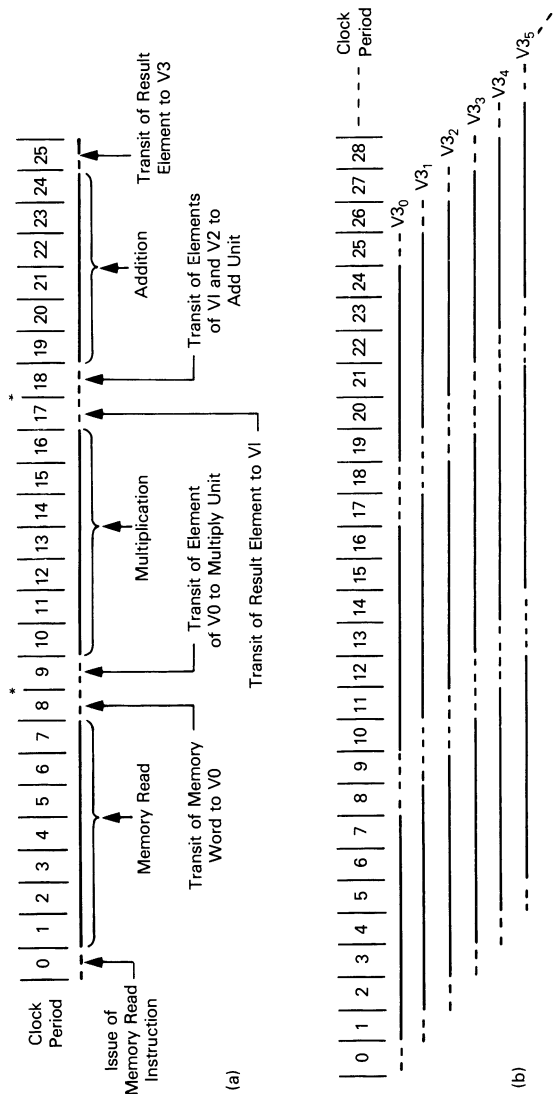 Clock
Period
0 1 2 3 4 5 6 7 8 9 10 11 12 13 14 15 16 17 18 19 20 21 22 23 24 25
* *
Issue of
Memory Read
Instruction
Memory Read
Transit of Memory
Word to V0
Transit of Element
of V0 to Multiply Unit
Multiplication
Transit of Result Element to VI
Transit of Elements
of VI and V2 to
Add Unit
Addition
Transit of Result
Element to V3
(a)
0 1 2 3 4 5 6 7 8 9 10 11 12 13 14 15 16 17 18 19 20 21 22 23 24 25 26 27 28
Clock
Period
V3₀
V3₁
V3₂
V3₃
V3₄
V3₅
(b)